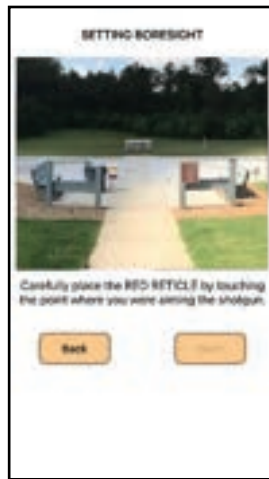 SETTING BORESIGHT
Carefully place the RED RETICLE by touching
the point where you were aiming the shotgun.
Back